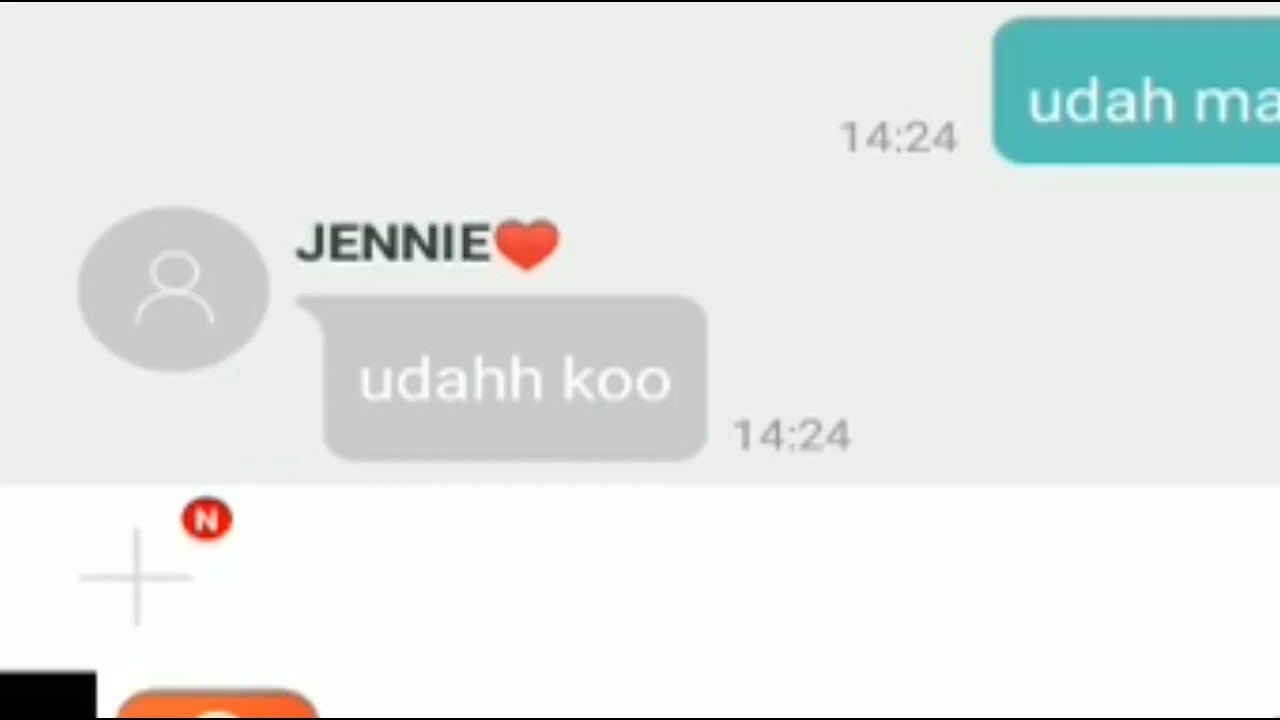 udah ma
14:24
JENNIE❤️
udahh koo
14:24
N